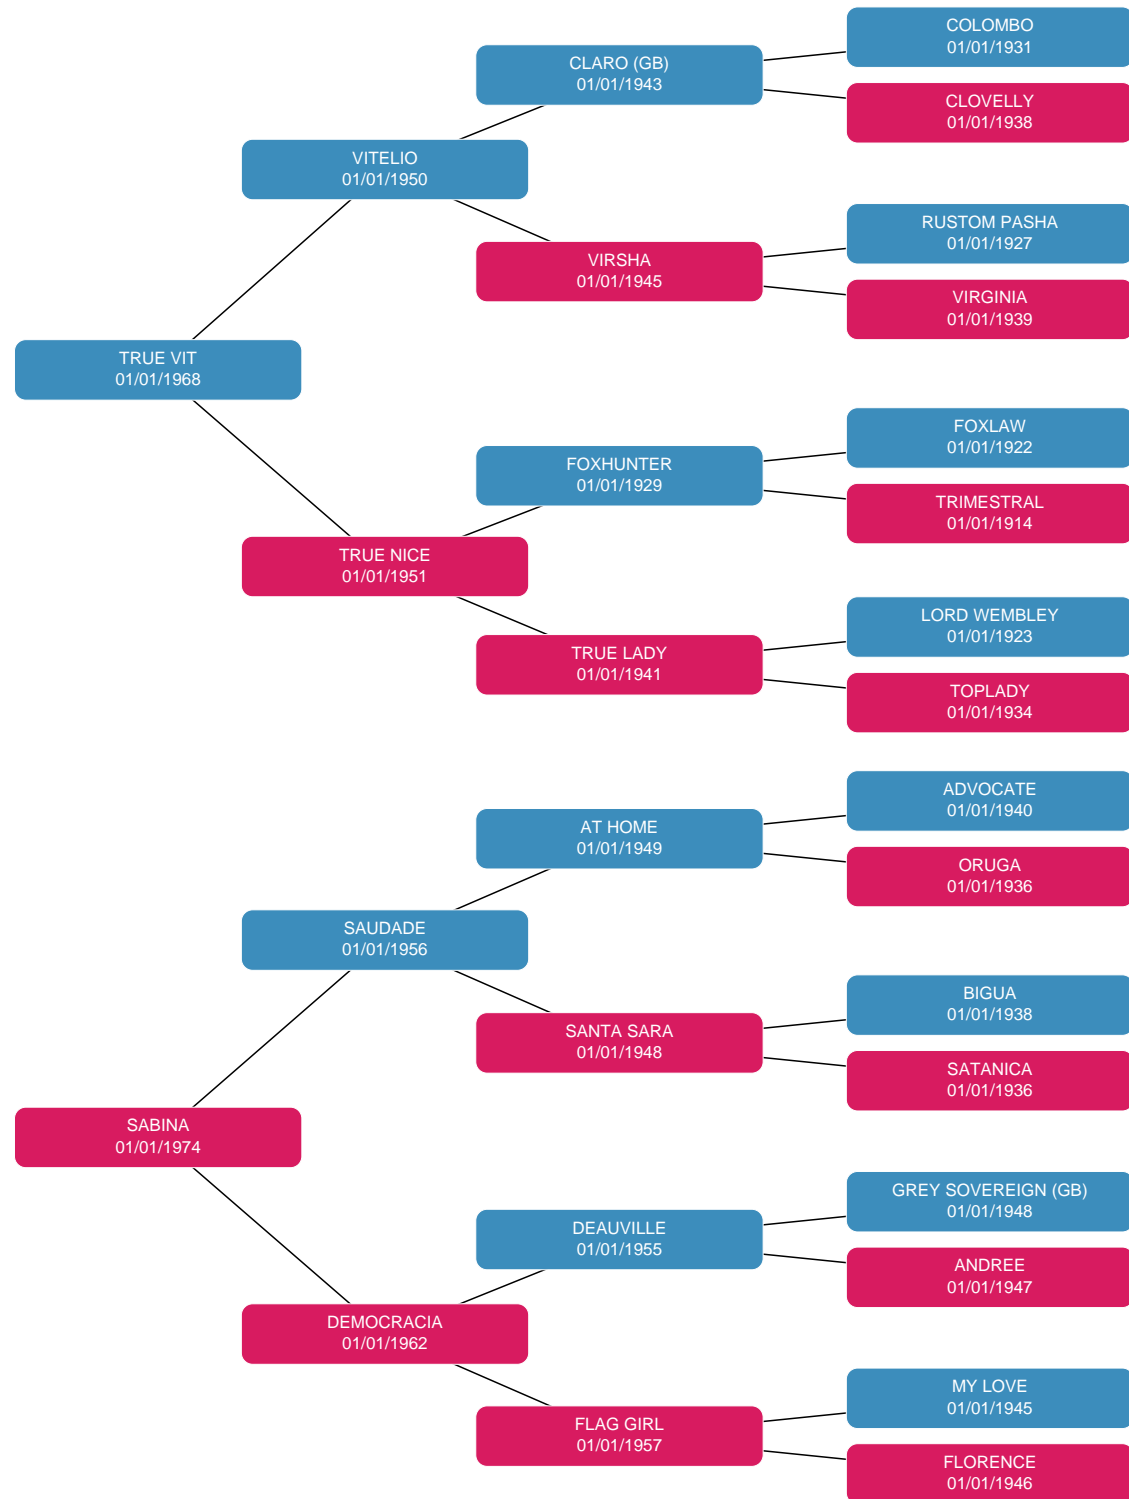 COLOMBO
01/01/1931
CLARO (GB)
01/01/1943
CLOVELLY
01/01/1938
VITELIO
01/01/1950
RUSTOM PASHA
01/01/1927
VIRSHA
01/01/1945
VIRGINIA
01/01/1939
TRUE VIT
01/01/1968
FOXLAW
01/01/1922
FOXHUNTER
01/01/1929
TRIMESTRAL
01/01/1914
TRUE NICE
01/01/1951
LORD WEMBLEY
01/01/1923
TRUE LADY
01/01/1941
TOPLADY
01/01/1934
ADVOCATE
01/01/1940
AT HOME
01/01/1949
ORUGA
01/01/1936
SAUDADE
01/01/1956
BIGUA
01/01/1938
SANTA SARA
01/01/1948
SATANICA
01/01/1936
SABINA
01/01/1974
GREY SOVEREIGN (GB)
01/01/1948
DEAUVILLE
01/01/1955
ANDREE
01/01/1947
DEMOCRACIA
01/01/1962
MY LOVE
01/01/1945
FLAG GIRL
01/01/1957
FLORENCE
01/01/1946